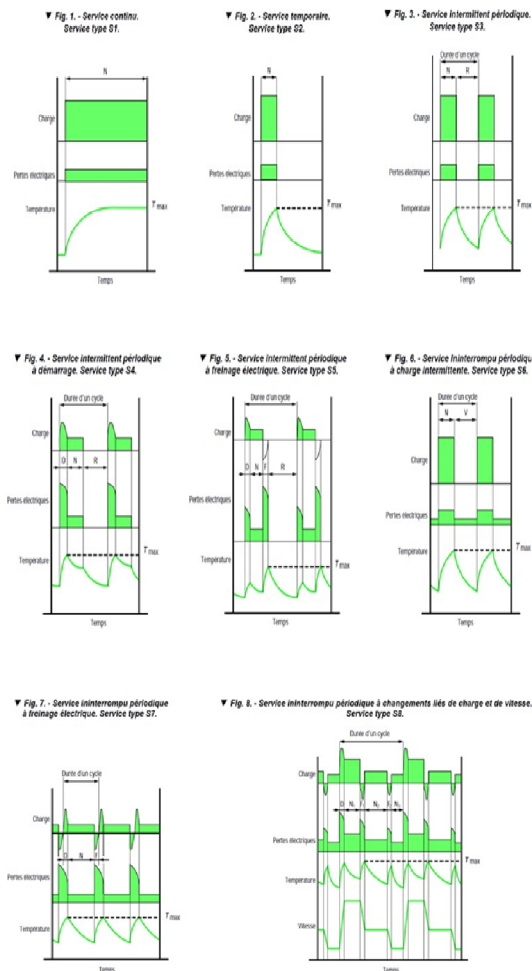 ▼ Fig. 1. - Service continu.
Service type S1.
N
Charge
Pertes électriques
Température
T max
Temps
▼ Fig. 2. - Service temporaire.
Service type S2.
N
Charge
Pertes électriques
Température
T max
Temps
▼ Fig. 3. - Service intermittent périodique.
Service type S3.
Durée d'un cycle
N R
Charge
Pertes électriques
Température
T max
Temps
▼ Fig. 4. - Service intermittent périodique
à démarrage. Service type S4.
Durée d'un cycle
Charge
D N R
Pertes électriques
Température
T max
Temps
▼ Fig. 5. - Service intermittent périodique
à freinage électrique. Service type S5.
Durée d'un cycle
Charge
D N F R
Pertes électriques
Température
T max
Temps
▼ Fig. 6. - Service ininterrompu périodiqu
à charge intermittente. Service type S6.
Durée d'un cycle
N V
Charge
Pertes électriques
Température
T max
Temps
▼ Fig. 7. - Service ininterrompu périodique
à freinage électrique. Service type S7.
Durée d'un cycle
Charge
D N F
Pertes électriques
Température
T max
Temps
▼ Fig. 8. - Service ininterrompu périodique à changements liés de charge et de vitesse.
Service type S8.
Durée d'un cycle
Charge
D N₁ F₁ N₂ F₂ N₃
Pertes électriques
T max
Température
Vitesse
Temps